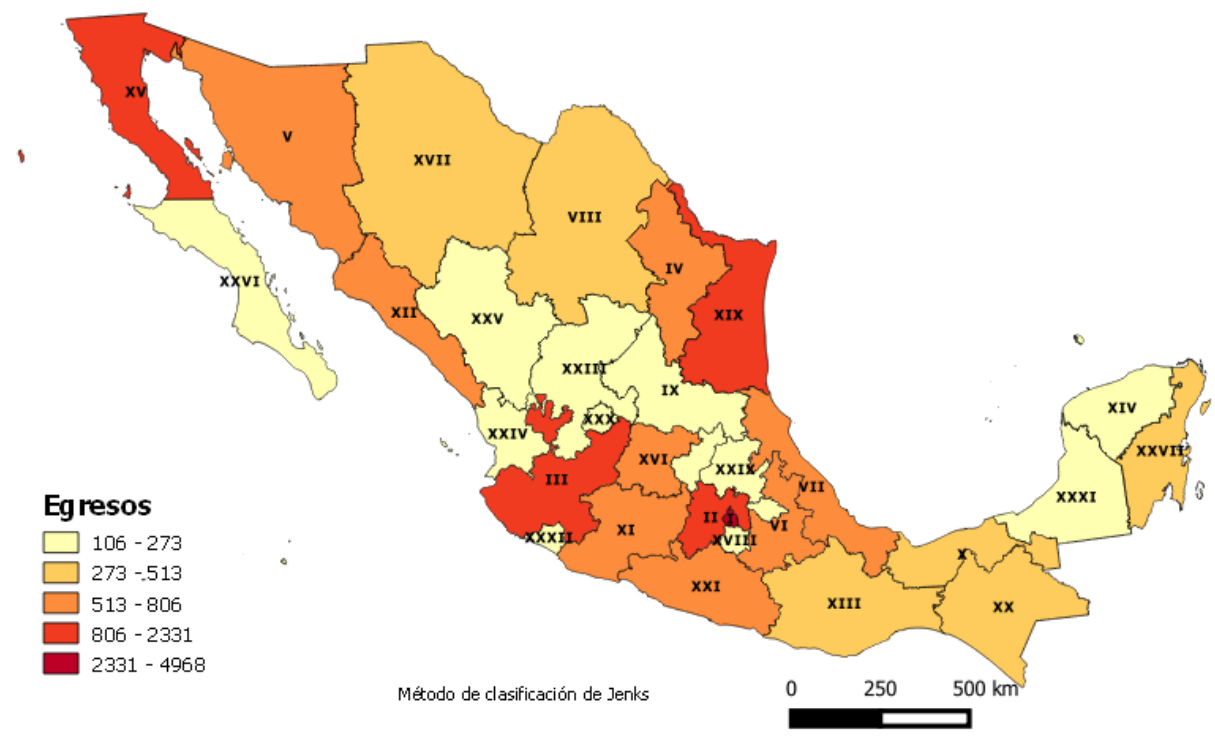 XV
V
XVII
VIII
IV
XXVI
XII
XXV
XIX
XXIII
IX
XIV
XXIV
XXX
XXVII
III
XVI
XXIX
VII
XXXI
II
I
VI
XI
XVIII
XXXII
X
XXI
XIII
XX
Egresos
106 - 273
273 - 513
513 - 806
806 - 2331
2331 - 4968
Método de clasificación de Jenks
0 250 500 km